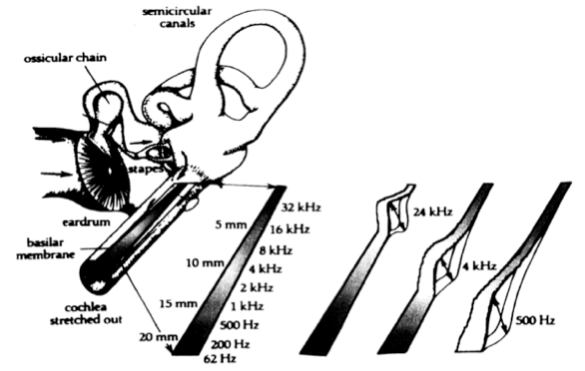 semicircular
canals
ossicular chain
stapes
eardrum
basilar
membrane
cochlea
stretched out
5 mm
10 mm
15 mm
20 mm
32 kHz
16 kHz
8 kHz
4 kHz
2 kHz
1 kHz
500 Hz
200 Hz
62 Hz
24 kHz
4 kHz
500 Hz